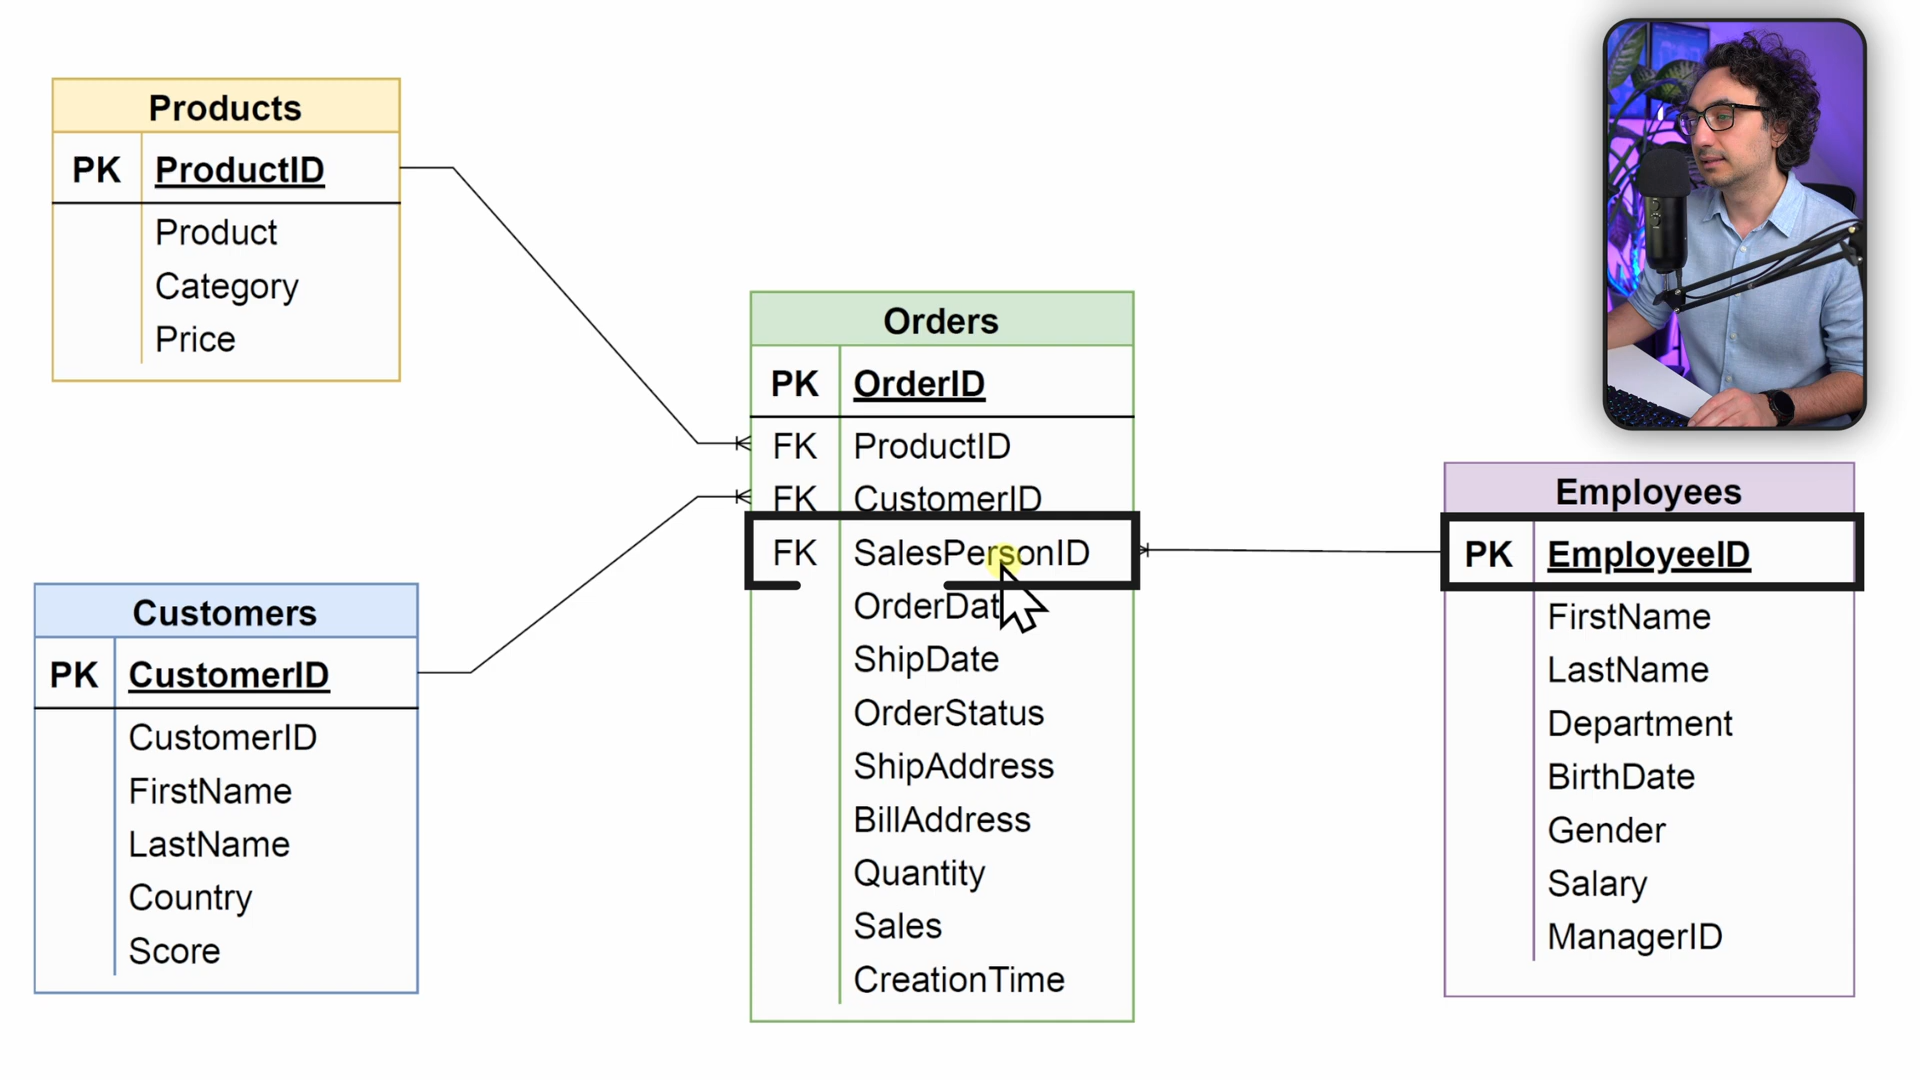 Products
PK ProductID
Product
Category
Price
Customers
PK CustomerID
CustomerID
FirstName
LastName
Country
Score
Orders
PK OrderID
FK ProductID
FK CustomerID
FK SalesPersonID
OrderDat
ShipDate
OrderStatus
ShipAddress
BillAddress
Quantity
Sales
CreationTime
Employees
PK EmployeeID
FirstName
LastName
Department
BirthDate
Gender
Salary
ManagerID